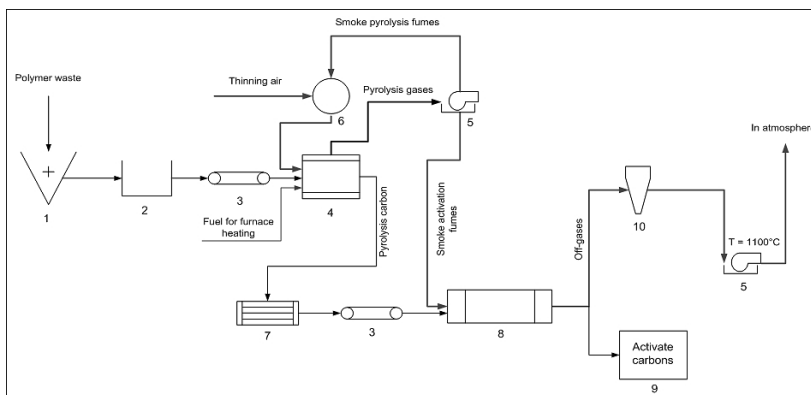 Smoke pyrolysis fumes
Polymer waste
Thinning air
Pyrolysis gases
6
5
In atmosphere
1
2
3
4
Fuel for furnace
heating
Pyrolysis carbon
Smoke activation
fumes
Off-gases
10
T = 1100°C
5
7
3
8
Activate
carbons
9